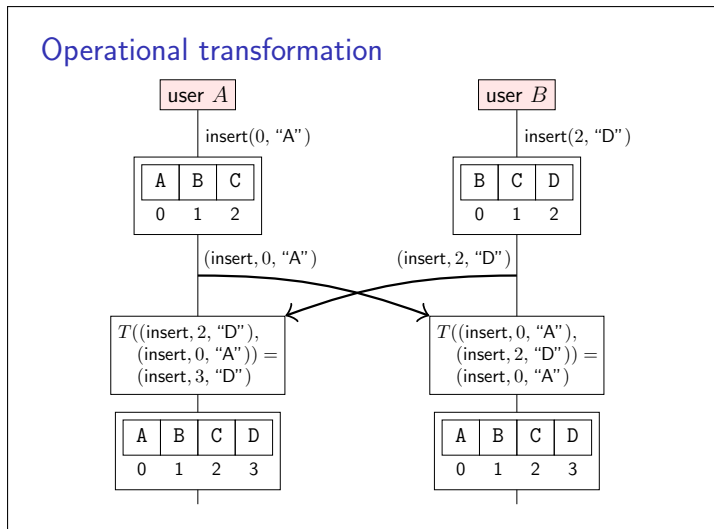 Operational transformation
user A
user B
insert(0, “A”)
insert(2, “D”)
A B C
0 1 2
B C D
0 1 2
(insert, 0, “A”)
(insert, 2, “D”)
T((insert, 2, “D”),
(insert, 0, “A”)) =
(insert, 3, “D”)
T((insert, 0, “A”),
(insert, 2, “D”)) =
(insert, 0, “A”)
A B C D
0 1 2 3
A B C D
0 1 2 3